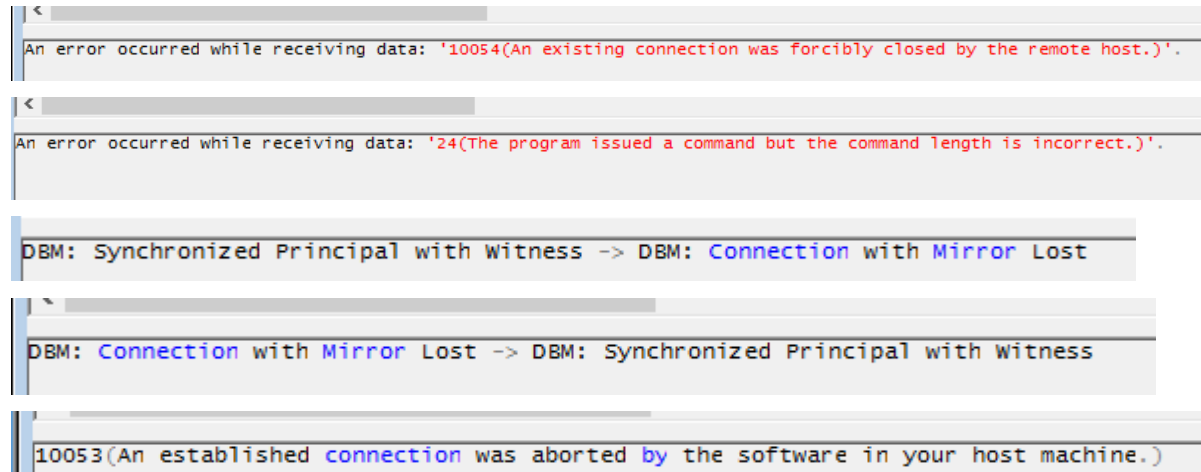 An error occurred while receiving data: '10054(An existing connection was forcibly closed by the remote host.)'.
An error occurred while receiving data: '24(The program issued a command but the command length is incorrect.)'.
DBM: Synchronized Principal with Witness -> DBM: Connection with Mirror Lost
DBM: Connection with Mirror Lost -> DBM: Synchronized Principal with Witness
10053(An established connection was aborted by the software in your host machine.)